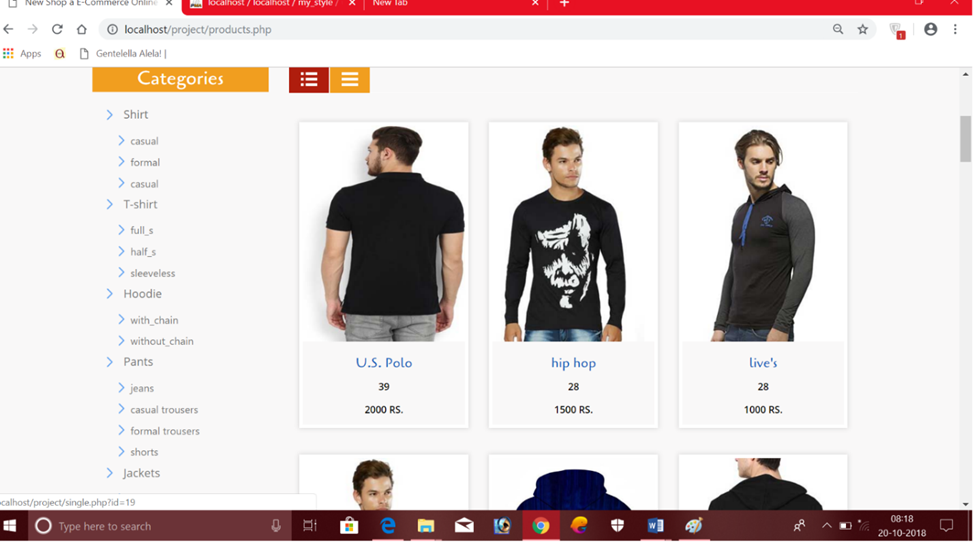 New Shop a E-Commerce Online
localhost / localhost / my_style /
New Tab
localhost/project/products.php
1
Apps
Gentelella Alela! |
Categories
Shirt
casual
formal
casual
T-shirt
full_s
half_s
sleeveless
Hoodie
with_chain
without_chain
Pants
jeans
casual trousers
formal trousers
shorts
Jackets
U.S. Polo
39
2000 RS.
hip hop
28
1500 RS.
live's
28
1000 RS.
ocalhost/project/single.php?id=19
Type here to search
08:18
20-10-2018